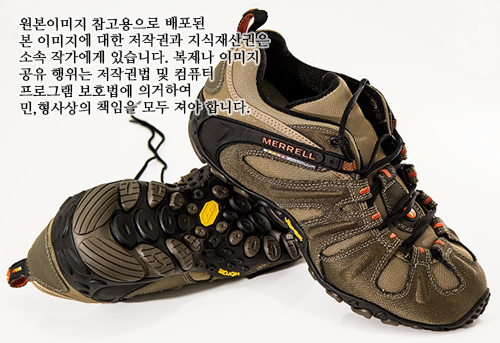 원본이미지 참고용으로 배포된
본 이미지에 대한 저작권과 지식재산권은
소속 작가에게 있습니다. 복제나 이미지
공유 행위는 저작권법 및 컴퓨터
프로그램 보호법에 의거하여
민,형사상의 책임을 모두 져야 합니다.
MERRELL